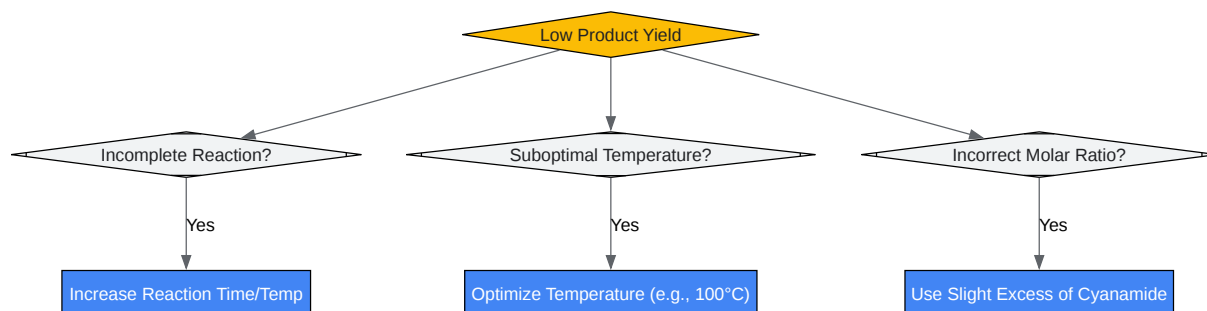 Low Product Yield
Incomplete Reaction?
Suboptimal Temperature?
Incorrect Molar Ratio?
Yes
Yes
Yes
Increase Reaction Time/Temp
Optimize Temperature (e.g., 100°C)
Use Slight Excess of Cyanamide